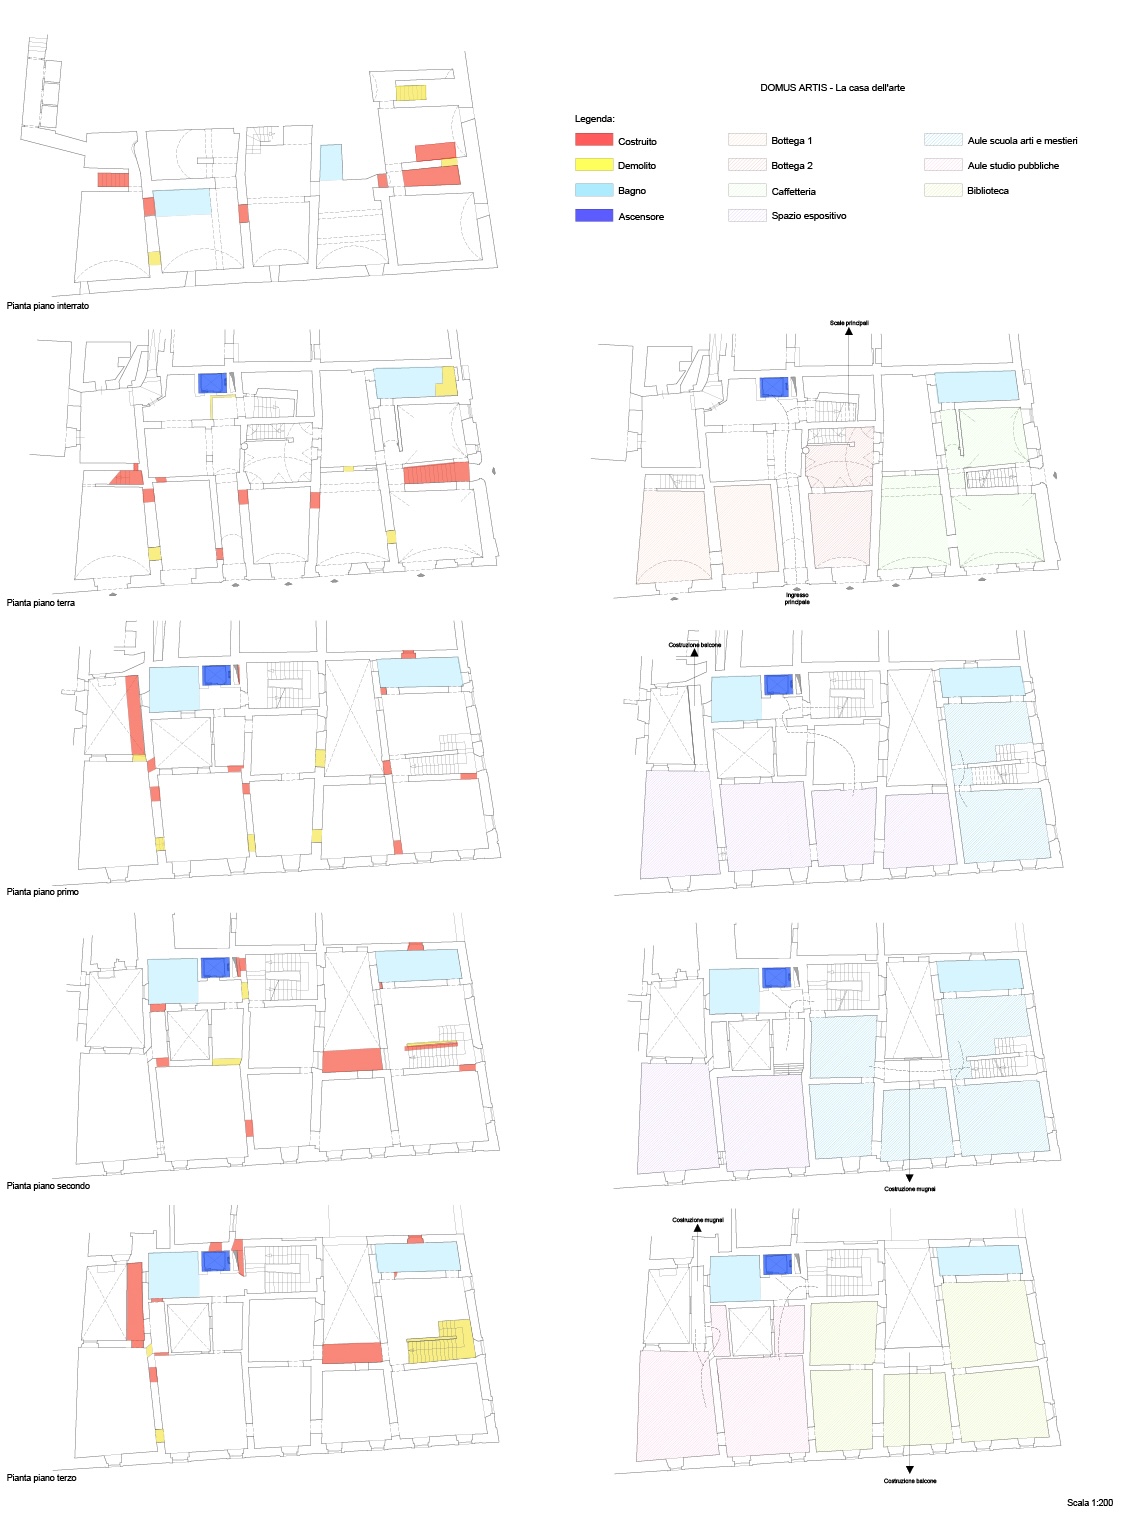 DOMUS ARTIS - La casa dell'arte
Legenda:
Costruito
Demolito
Bagno
Ascensore
Bottega 1
Bottega 2
Caffetteria
Spazio espositivo
Aule scuola arti e mestieri
Aule studio pubbliche
Biblioteca
Pianta piano interrato
Scale principali
Ingresso
principale
Pianta piano terra
Costruzione balcone
Pianta piano primo
Pianta piano secondo
Costruzione mugnai
Costruzione mugnai
Pianta piano terzo
Costruzione balcone
Scala 1:200